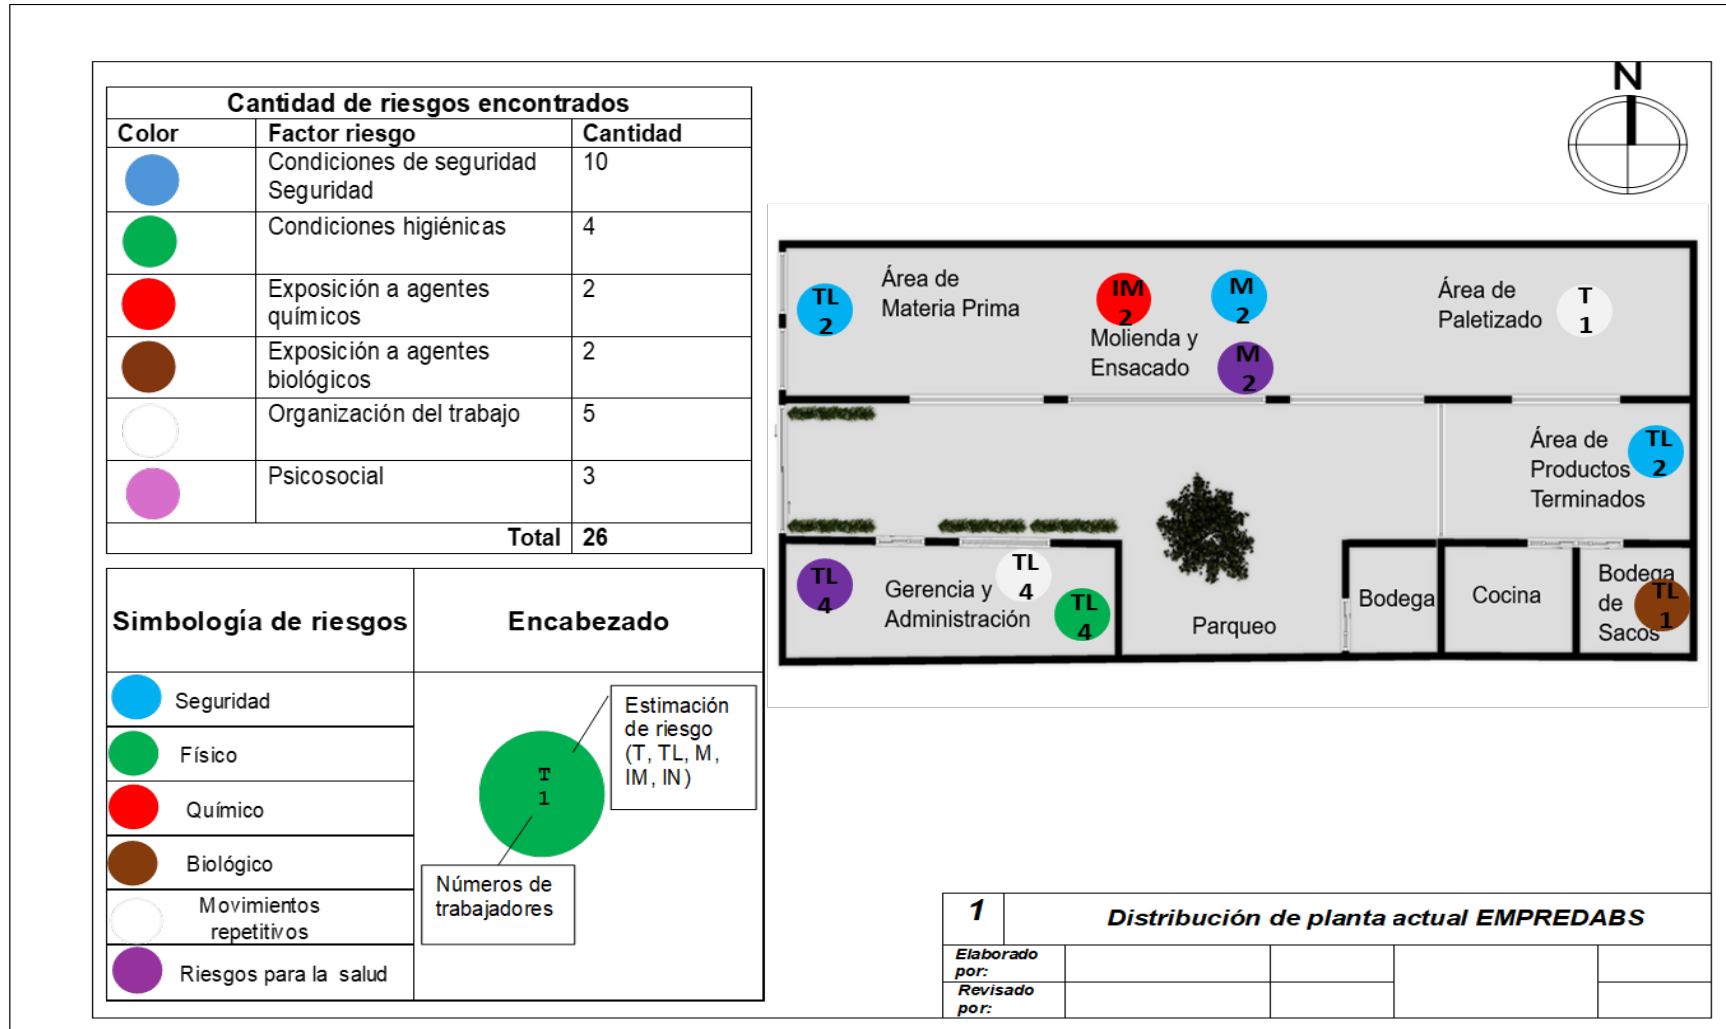 Cantidad de riesgos encontrados
Color Factor riesgo Cantidad
Condiciones de seguridad 10
Seguridad
Condiciones higiénicas 4
Exposición a agentes 2
químicos
Exposición a agentes 2
biológicos
Organización del trabajo 5
Psicosocial 3
Total 26
Simbología de riesgos Encabezado
Seguridad
Físico
Químico
Biológico
Movimientos
repetitivos
Riesgos para la salud
Estimación
de riesgo
(T, TL, M,
IM, IN)
T
1
Números de
trabajadores
N
TL
2
Área de
Materia Prima
IM
2
M
2
Molienda y
Ensacado
M
2
Área de
Paletizado
T
1
Área de
Productos
Terminados
TL
2
TL
4
Gerencia y
Administración
TL
4
TL
4
Parqueo
Bodega
Cocina
Bodega
de
Sacos
TL
1
1 Distribución de planta actual EMPREDABS
Elaborado
por:
Revisado
por: